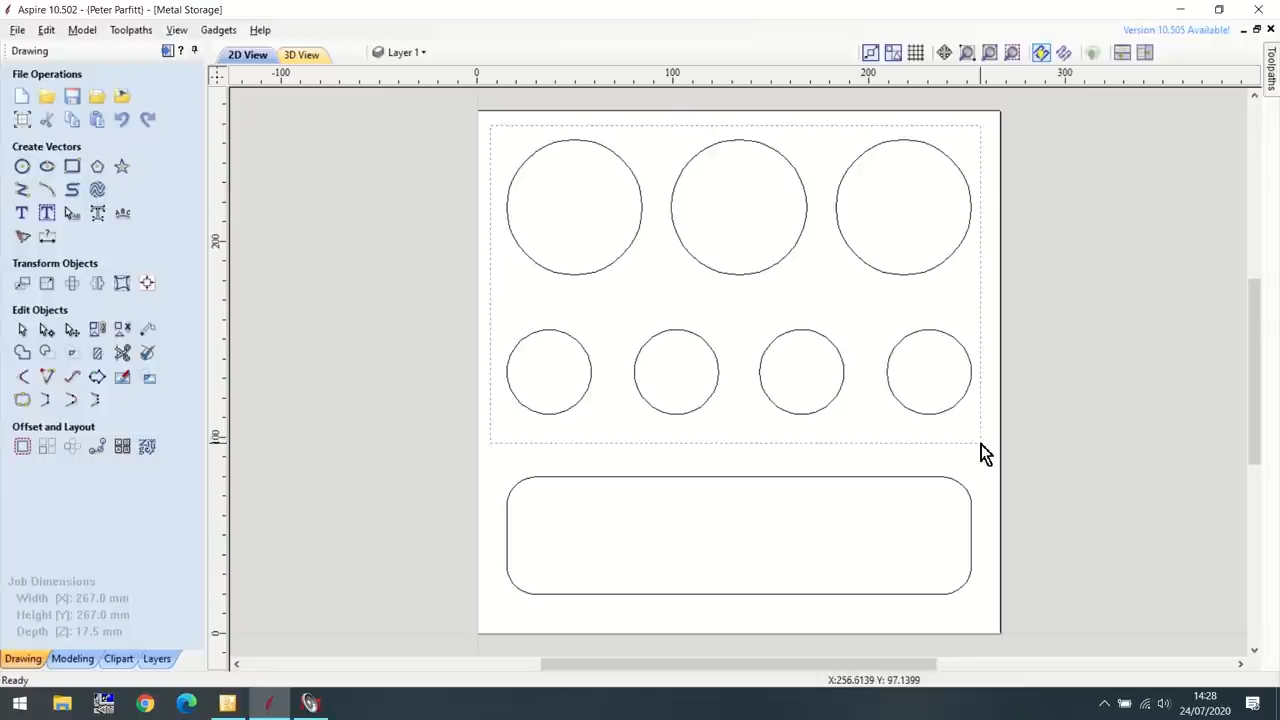 Aspire 10.502 - {Peter Parfitt} - [Metal Storage]
File Edit Model Toolpaths View Gadgets Help
Version 10.505 Available!
Drawing
2D View
3D View
Layer 1
Toolpaths
-100 0 100 200 300
File Operations
Create Vectors
Transform Objects
200
Edit Objects
Offset and Layout
100
Job Dimensions
Width [X]: 267.0 mm
Height [Y]: 267.0 mm
Depth [Z]: 17.5 mm
0
Drawing Modeling Clipart Layers
Ready
X:256.6139 Y: 97.1399
14:28
24/07/2020